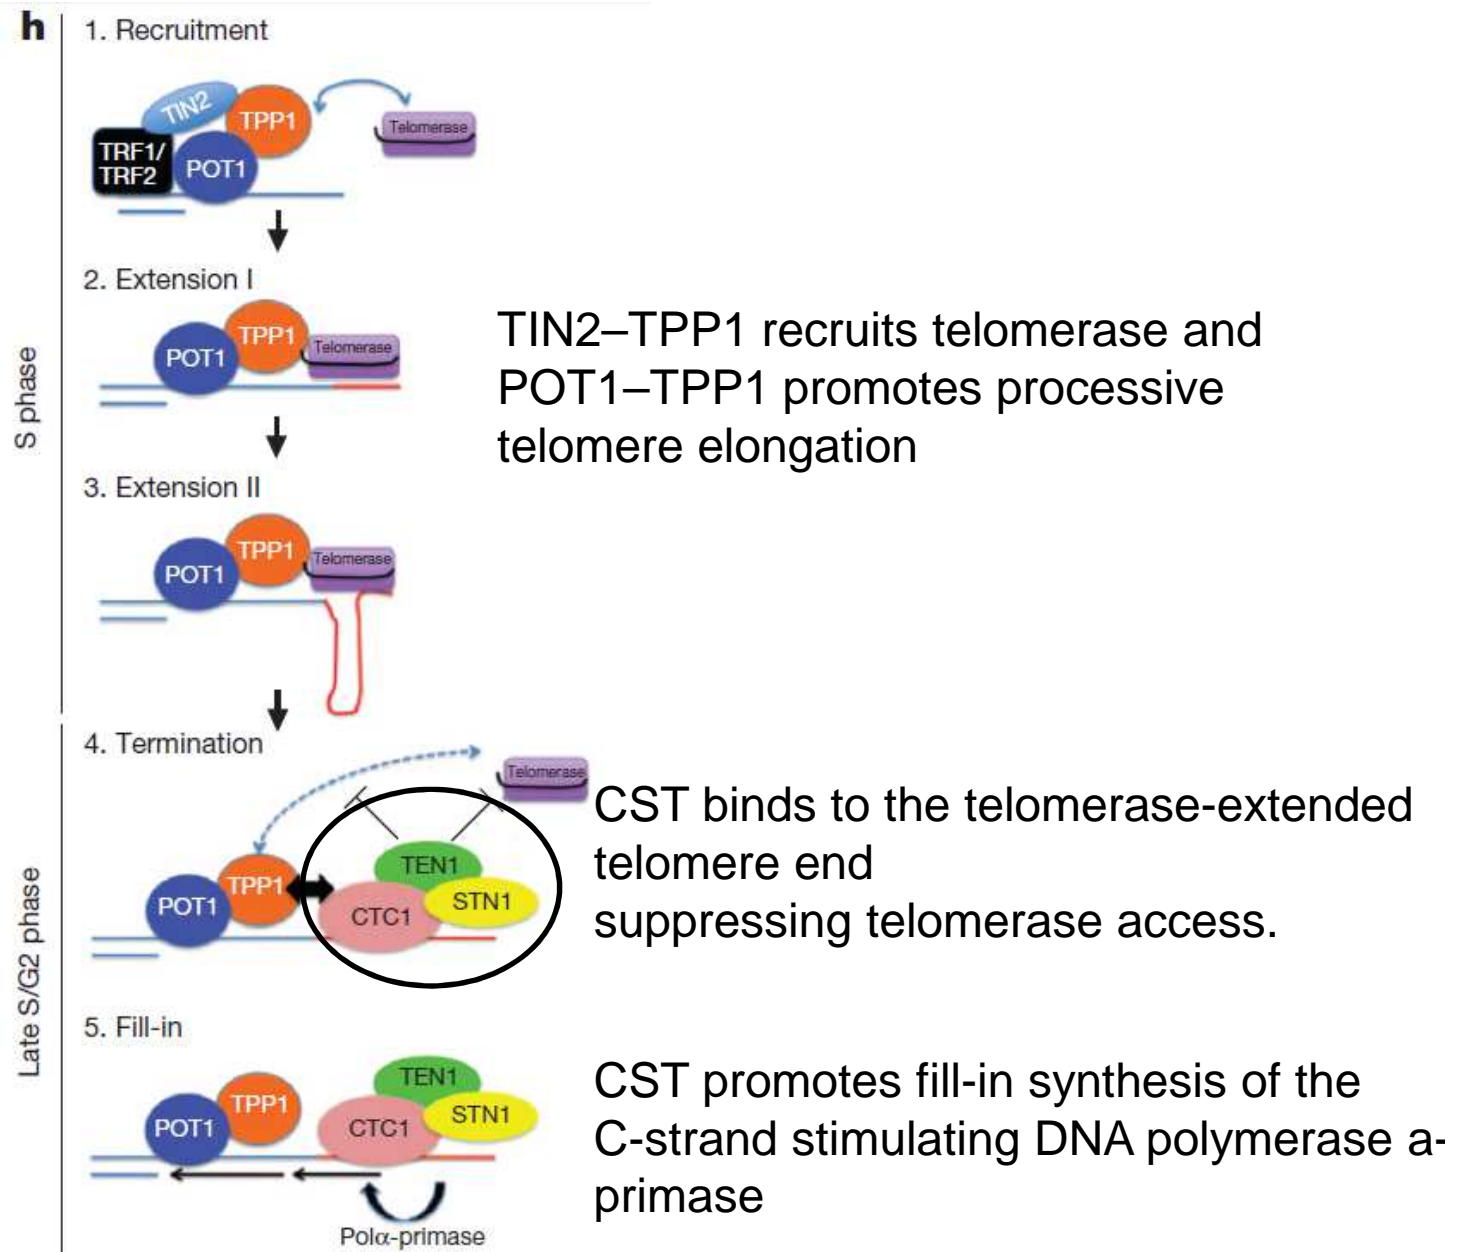 h
1. Recruitment
TIN2
TPP1
Telomerase
TRF1/
TRF2
POT1
2. Extension I
TPP1
Telomerase
POT1
TIN2–TPP1 recruits telomerase and
POT1–TPP1 promotes processive
telomere elongation
S phase
3. Extension II
TPP1
Telomerase
POT1
4. Termination
Telomerase
CST binds to the telomerase-extended
telomere end
suppressing telomerase access.
TEN1
TPP1
STN1
POT1
CTC1
Late S/G2 phase
5. Fill-in
TEN1
TPP1
STN1
POT1
CTC1
CST promotes fill-in synthesis of the
C-strand stimulating DNA polymerase a-
primase
Polα-primase